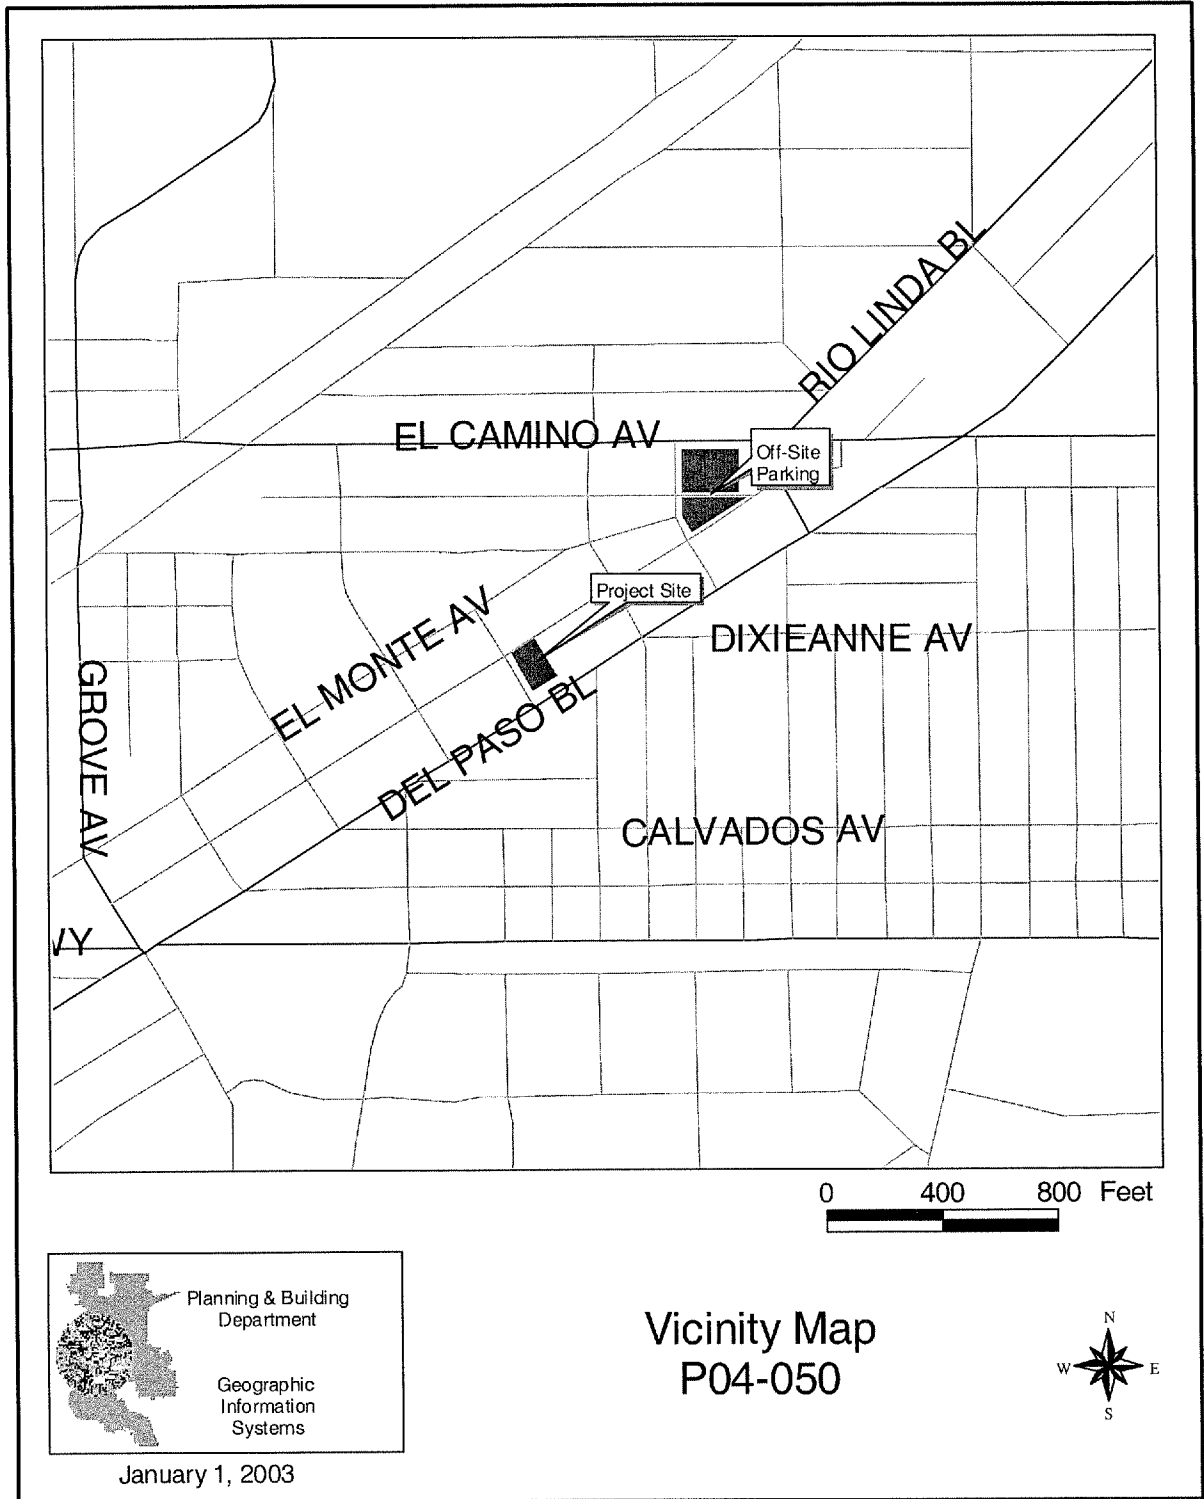 RIO LINDA BL
EL CAMINO AV
Off-Site
Parking
Project Site
EL MONTE AV
DIXIEANNE AV
GROVE AV
DEL PASO BL
CALVADOS AV
VY
0 400 800 Feet
Planning & Building
Department
Geographic
Information
Systems
January 1, 2003
Vicinity Map
P04-050
N
W E
S